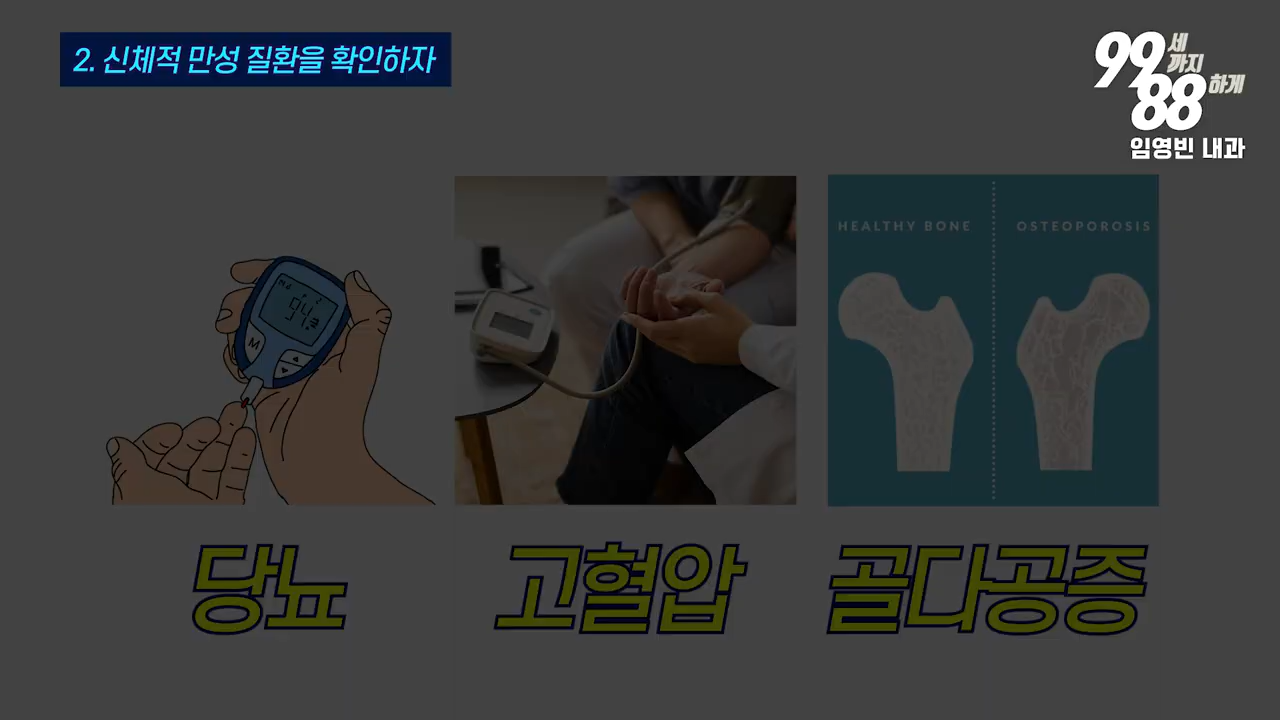 2. 신체적 만성 질환을 확인하자
99세까지
88하게
임영빈 내과
HEALTHY BONE
OSTEOPOROSIS
M
당뇨
고혈압
골다공증